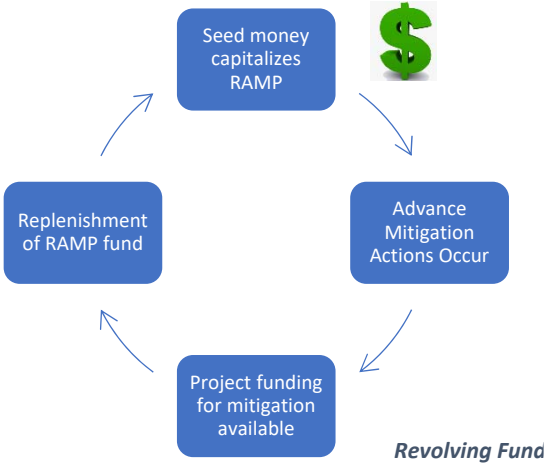 Seed money
capitalizes
RAMP
Advance
Mitigation
Actions Occur
Project funding
for mitigation
available
Replenishment
of RAMP fund
Revolving Fund